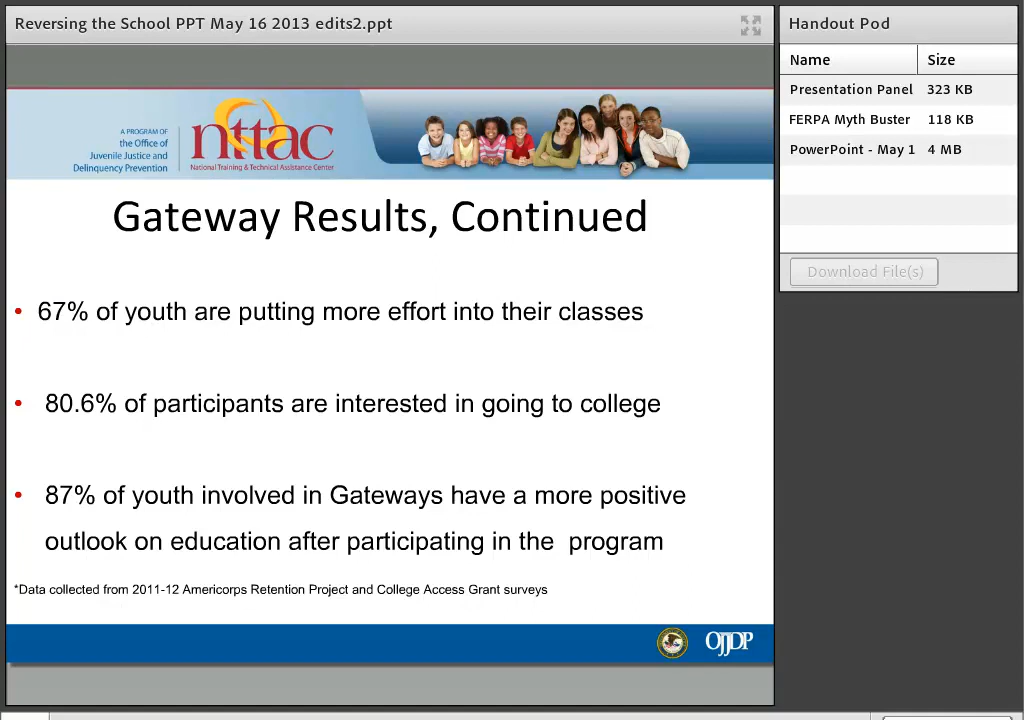 Reversing the School PPT May 16 2013 edits2.ppt
Handout Pod
Name Size
Presentation Panel 323 KB
FERPA Myth Buster 118 KB
PowerPoint - May 1 4 MB
Download File(s)
A PROGRAM OF
the Office of
Juvenile Justice and
Delinquency Prevention
nttac
National Training & Technical Assistance Center
Gateway Results, Continued
• 67% of youth are putting more effort into their classes
• 80.6% of participants are interested in going to college
• 87% of youth involved in Gateways have a more positive
outlook on education after participating in the program
*Data collected from 2011-12 Americorps Retention Project and College Access Grant surveys
OJJDP